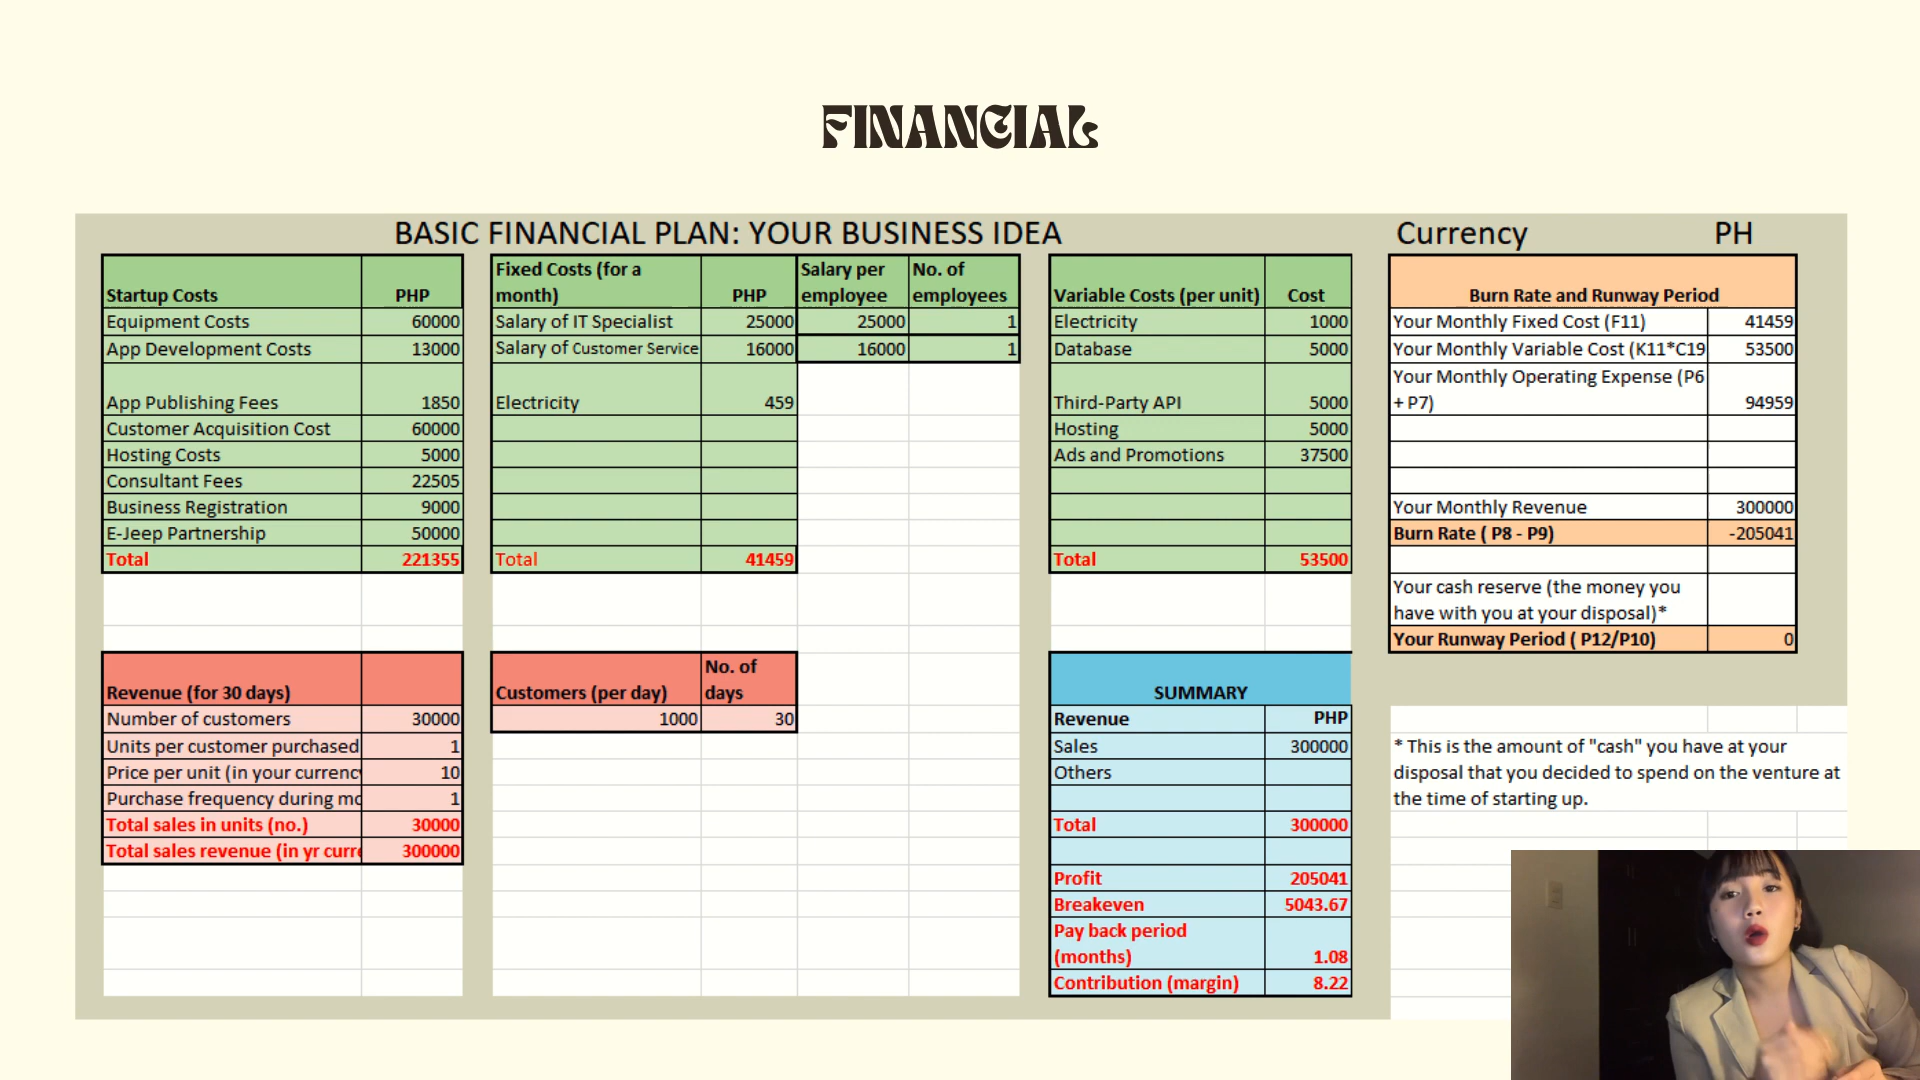 FINANCIAL
BASIC FINANCIAL PLAN: YOUR BUSINESS IDEA
Currency PH
Startup Costs PHP
Equipment Costs 60000
App Development Costs 13000
App Publishing Fees 1850
Customer Acquisition Cost 60000
Hosting Costs 5000
Consultant Fees 22505
Business Registration 9000
E-Jeep Partnership 50000
Total 221355
Fixed Costs (for a
month) PHP
Salary per
employee
No. of
employees
Salary of IT Specialist 25000 25000 1
Salary of Customer Service 16000 16000 1
Electricity 459
Total 41459
Variable Costs (per unit) Cost
Electricity 1000
Database 5000
Third-Party API 5000
Hosting 5000
Ads and Promotions 37500
Total 53500
Burn Rate and Runway Period
Your Monthly Fixed Cost (F11) 41459
Your Monthly Variable Cost (K11*C19 53500
Your Monthly Operating Expense (P6
+ P7) 94959
Your Monthly Revenue 300000
Burn Rate ( P8 - P9) -205041
Your cash reserve (the money you
have with you at your disposal)*
Your Runway Period ( P12/P10) 0
Revenue (for 30 days)
Number of customers 30000
Units per customer purchased 1
Price per unit (in your currency 10
Purchase frequency during mo 1
Total sales in units (no.) 30000
Total sales revenue (in yr curre 300000
Customers (per day)
No. of
days
1000 30
SUMMARY
Revenue PHP
Sales 300000
Others
Total 300000
Profit 205041
Breakeven 5043.67
Pay back period
(months) 1.08
Contribution (margin) 8.22
* This is the amount of "cash" you have at your
disposal that you decided to spend on the venture at
the time of starting up.